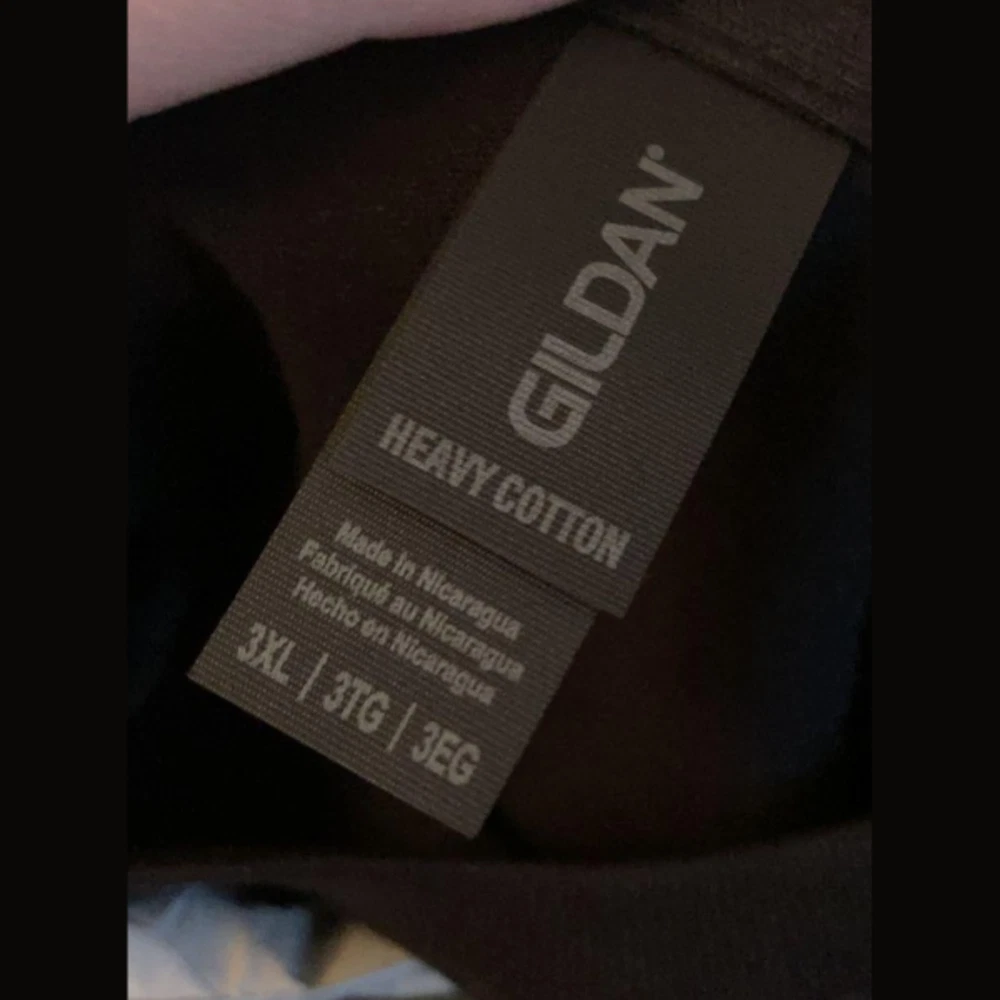 GILDAN®
HEAVY COTTON
Made in Nicaragua
Fabriqué au Nicaragua
Hecho en Nicaragua
3XL | 3TG | 3EG